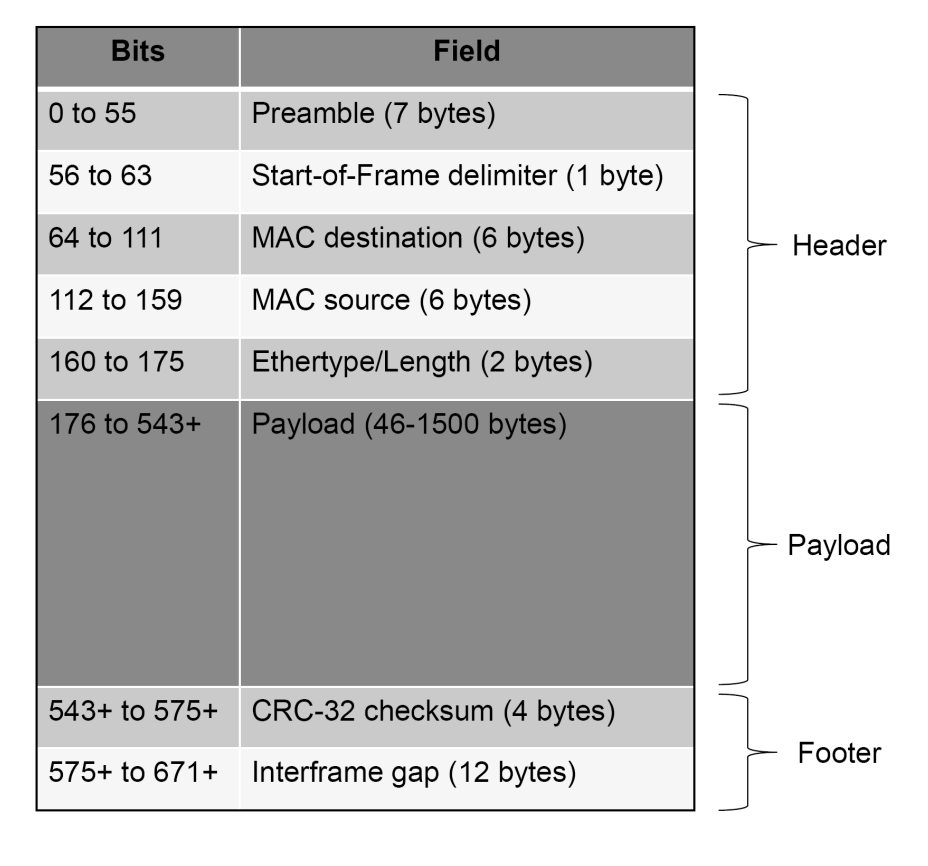 Bits Field
0 to 55 Preamble (7 bytes)
56 to 63 Start-of-Frame delimiter (1 byte)
64 to 111 MAC destination (6 bytes)
112 to 159 MAC source (6 bytes)
160 to 175 Ethertype/Length (2 bytes)
Header
176 to 543+ Payload (46-1500 bytes)
Payload
543+ to 575+ CRC-32 checksum (4 bytes)
575+ to 671+ Interframe gap (12 bytes)
Footer